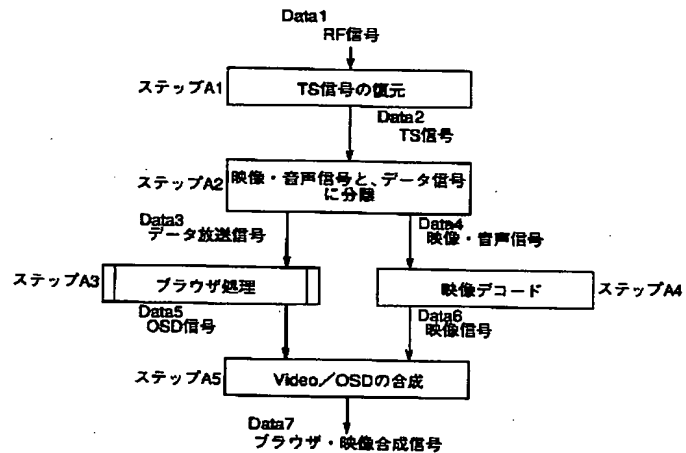 Data1
RF信号
ステップA1
TS信号の復元
Data2
TS信号
ステップA2
映像・音声信号と、データ信号
に分離
Data3
データ放送信号
Data4
映像・音声信号
ステップA3
ブラウザ処理
映像デコード
ステップA4
Data5
OSD信号
Data6
映像信号
ステップA5
Video／OSDの合成
Data7
ブラウザ・映像合成信号